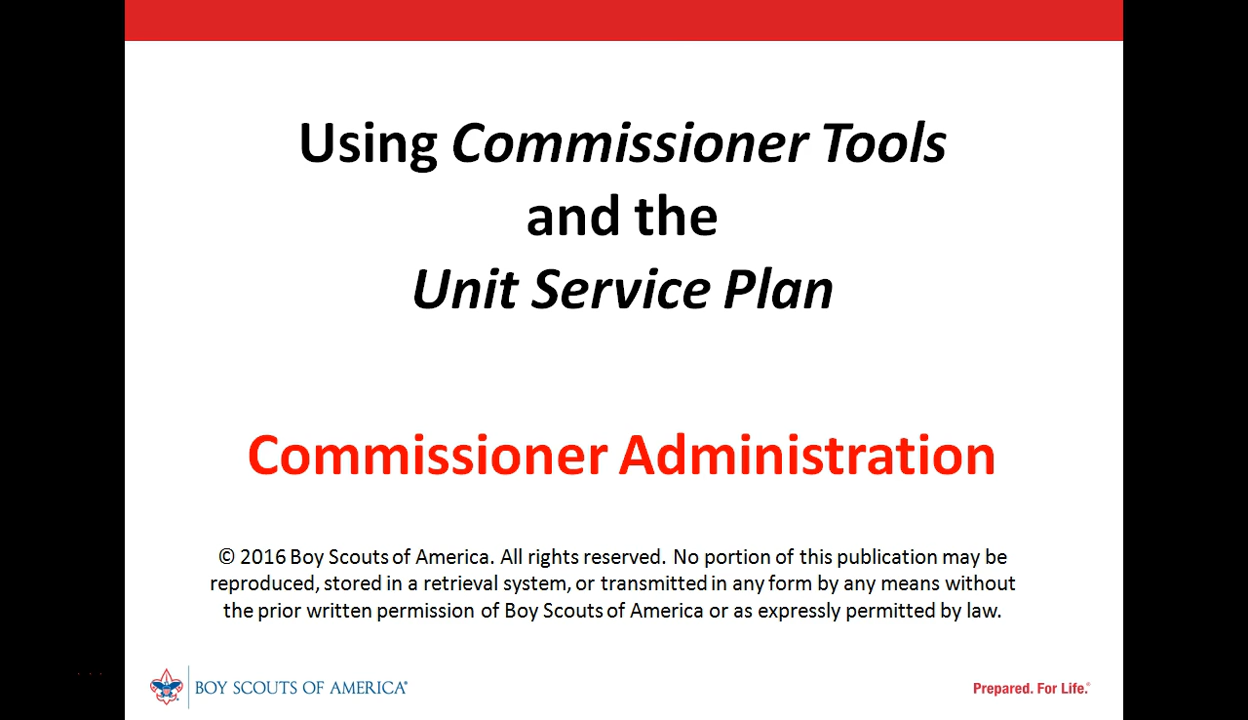 Using Commissioner Tools
and the
Unit Service Plan
Commissioner Administration
© 2016 Boy Scouts of America. All rights reserved. No portion of this publication may be
reproduced, stored in a retrieval system, or transmitted in any form by any means without
the prior written permission of Boy Scouts of America or as expressly permitted by law.
BOY SCOUTS OF AMERICA®
Prepared. For Life.®